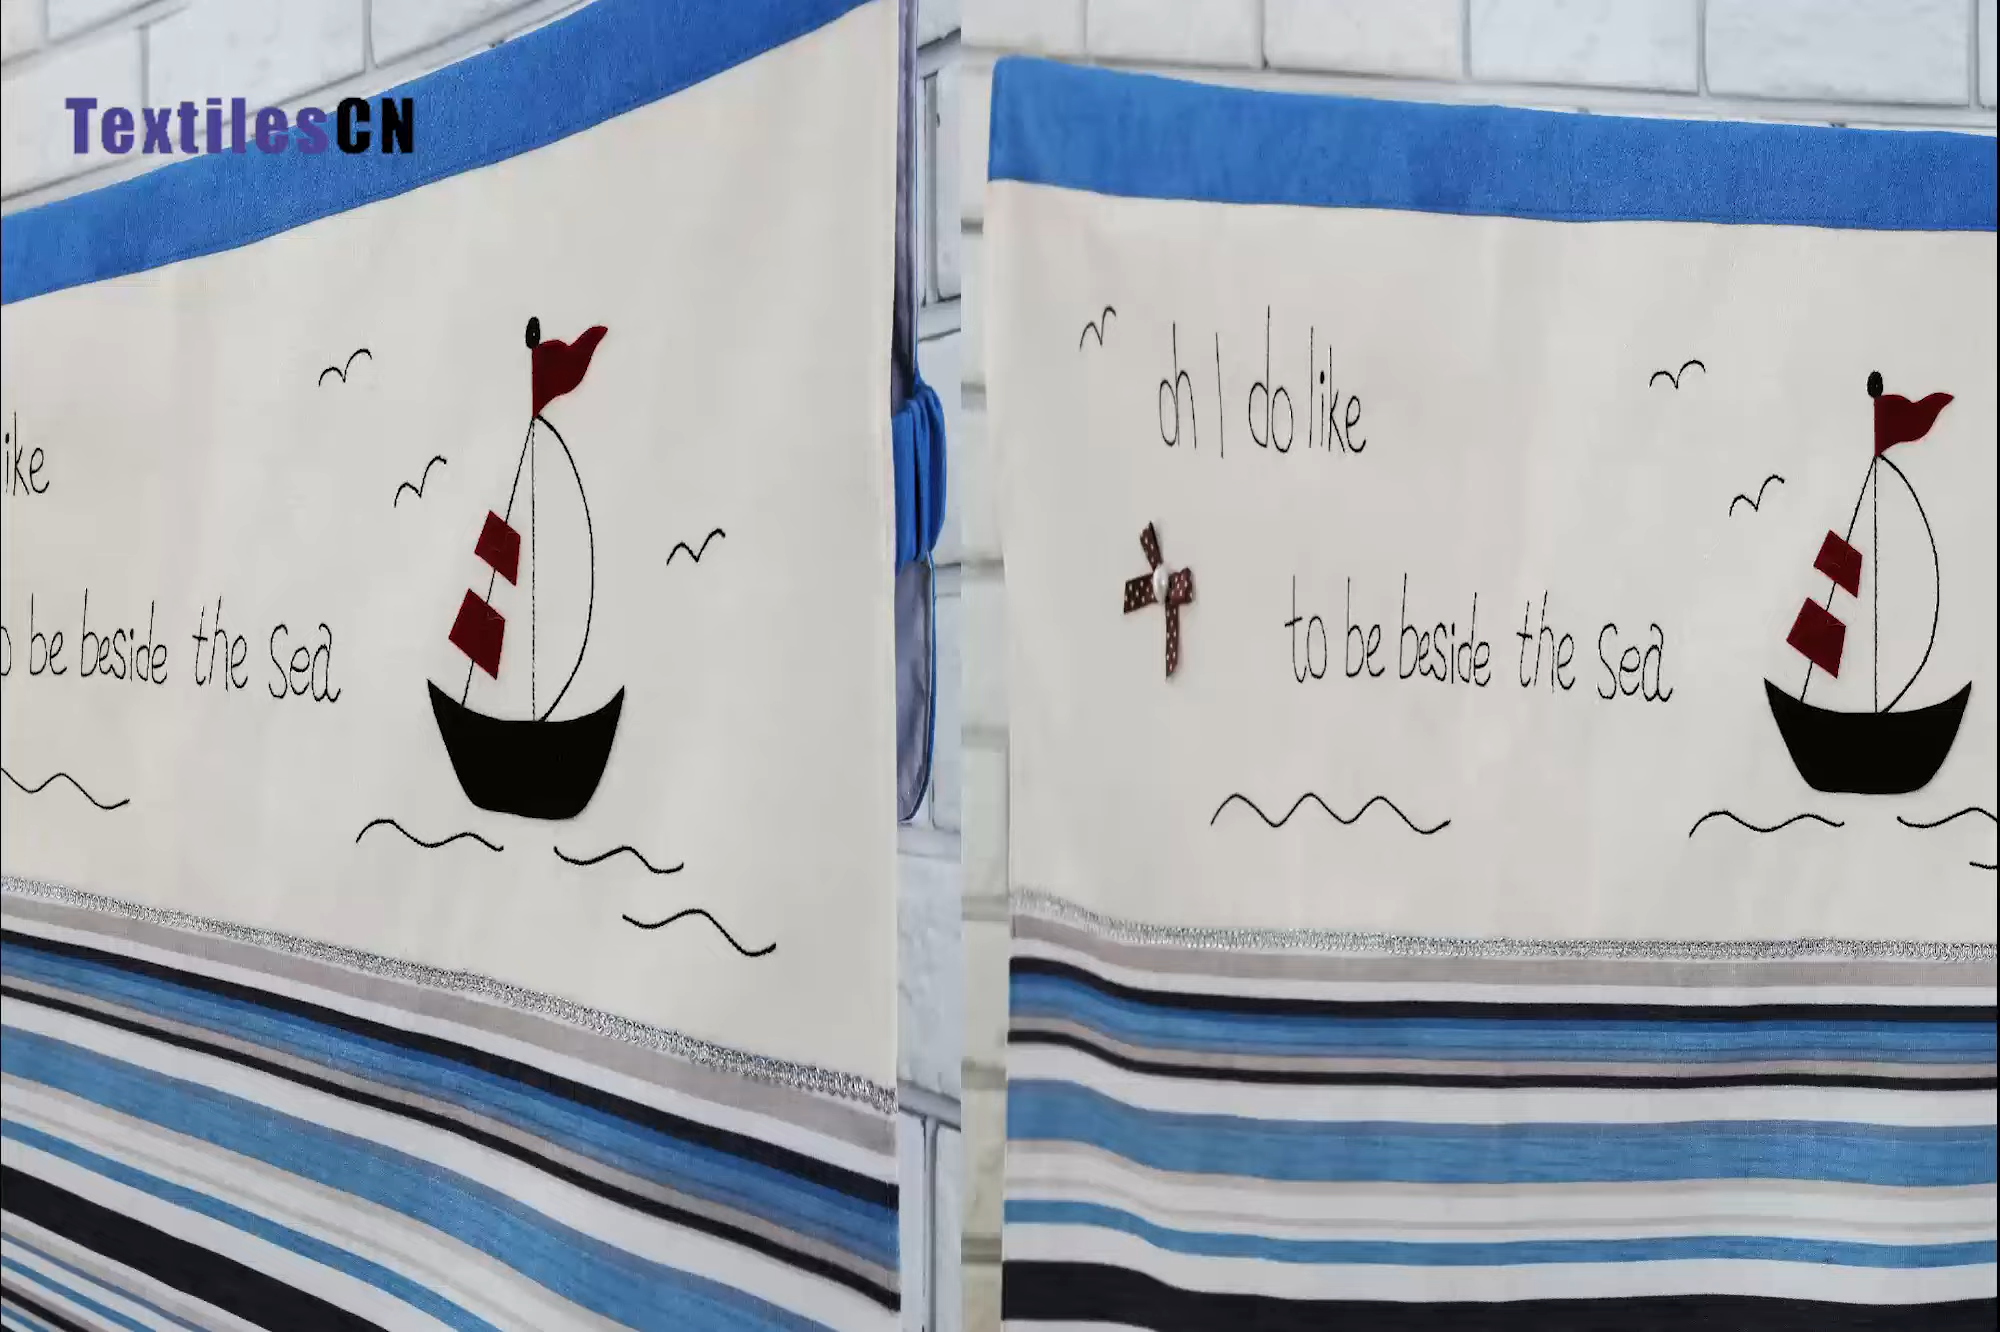 TextilesCN
ike
o be beside the sea
oh I do like
to be beside the sea